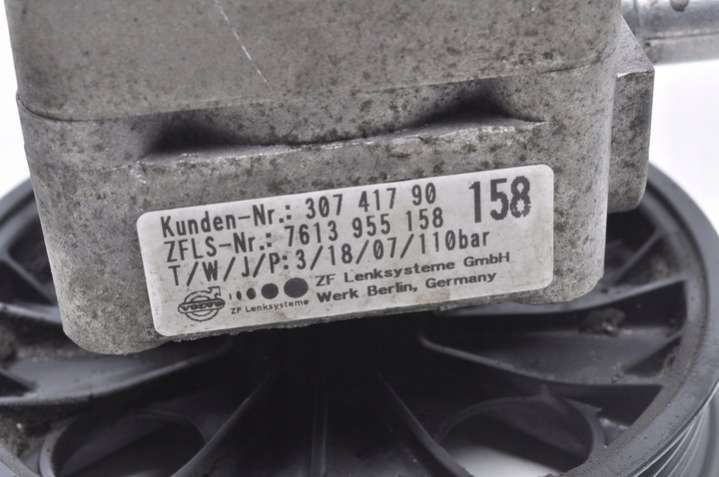 Kunden-Nr.: 307 417 90 158
ZFLS-Nr.: 7613 955 158
T/W/J/P:3/18/07/110bar
ZF Lenksysteme GmbH
VOLVO ZF Lenksysteme Werk Berlin, Germany